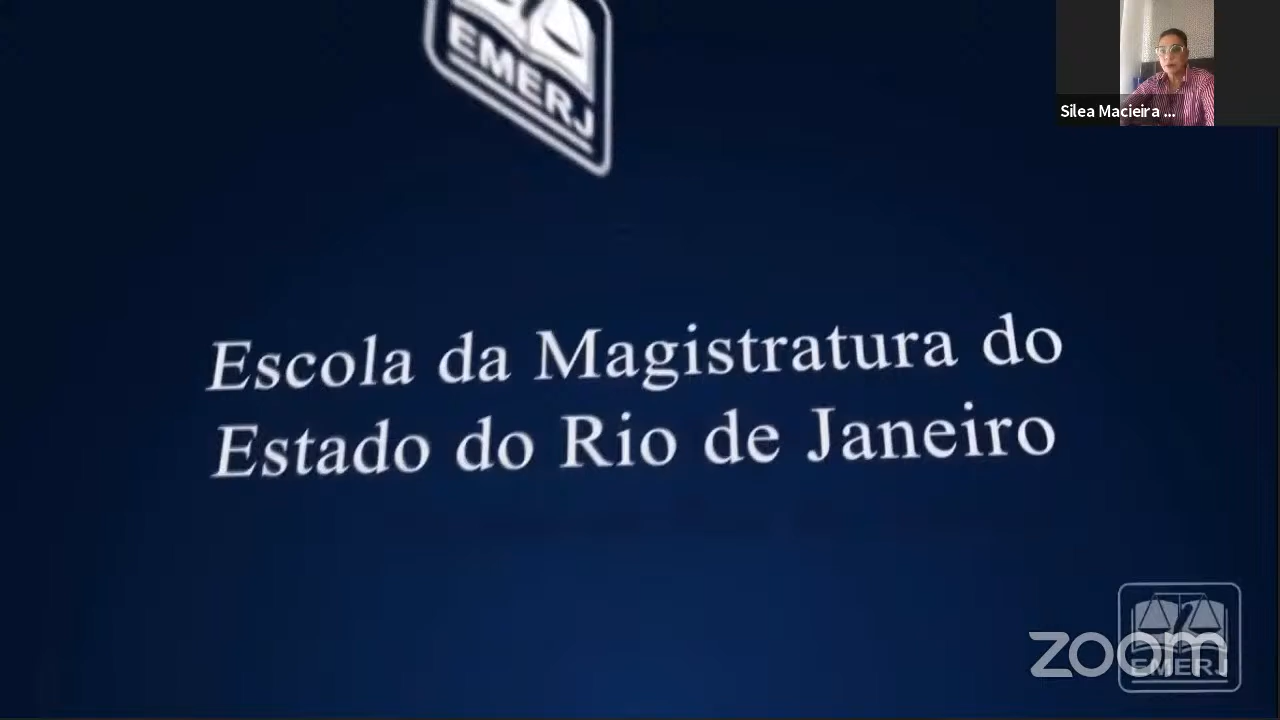 EMERJ
Silea Macieira ...
Escola da Magistratura do
Estado do Rio de Janeiro
zoom
EMERJ